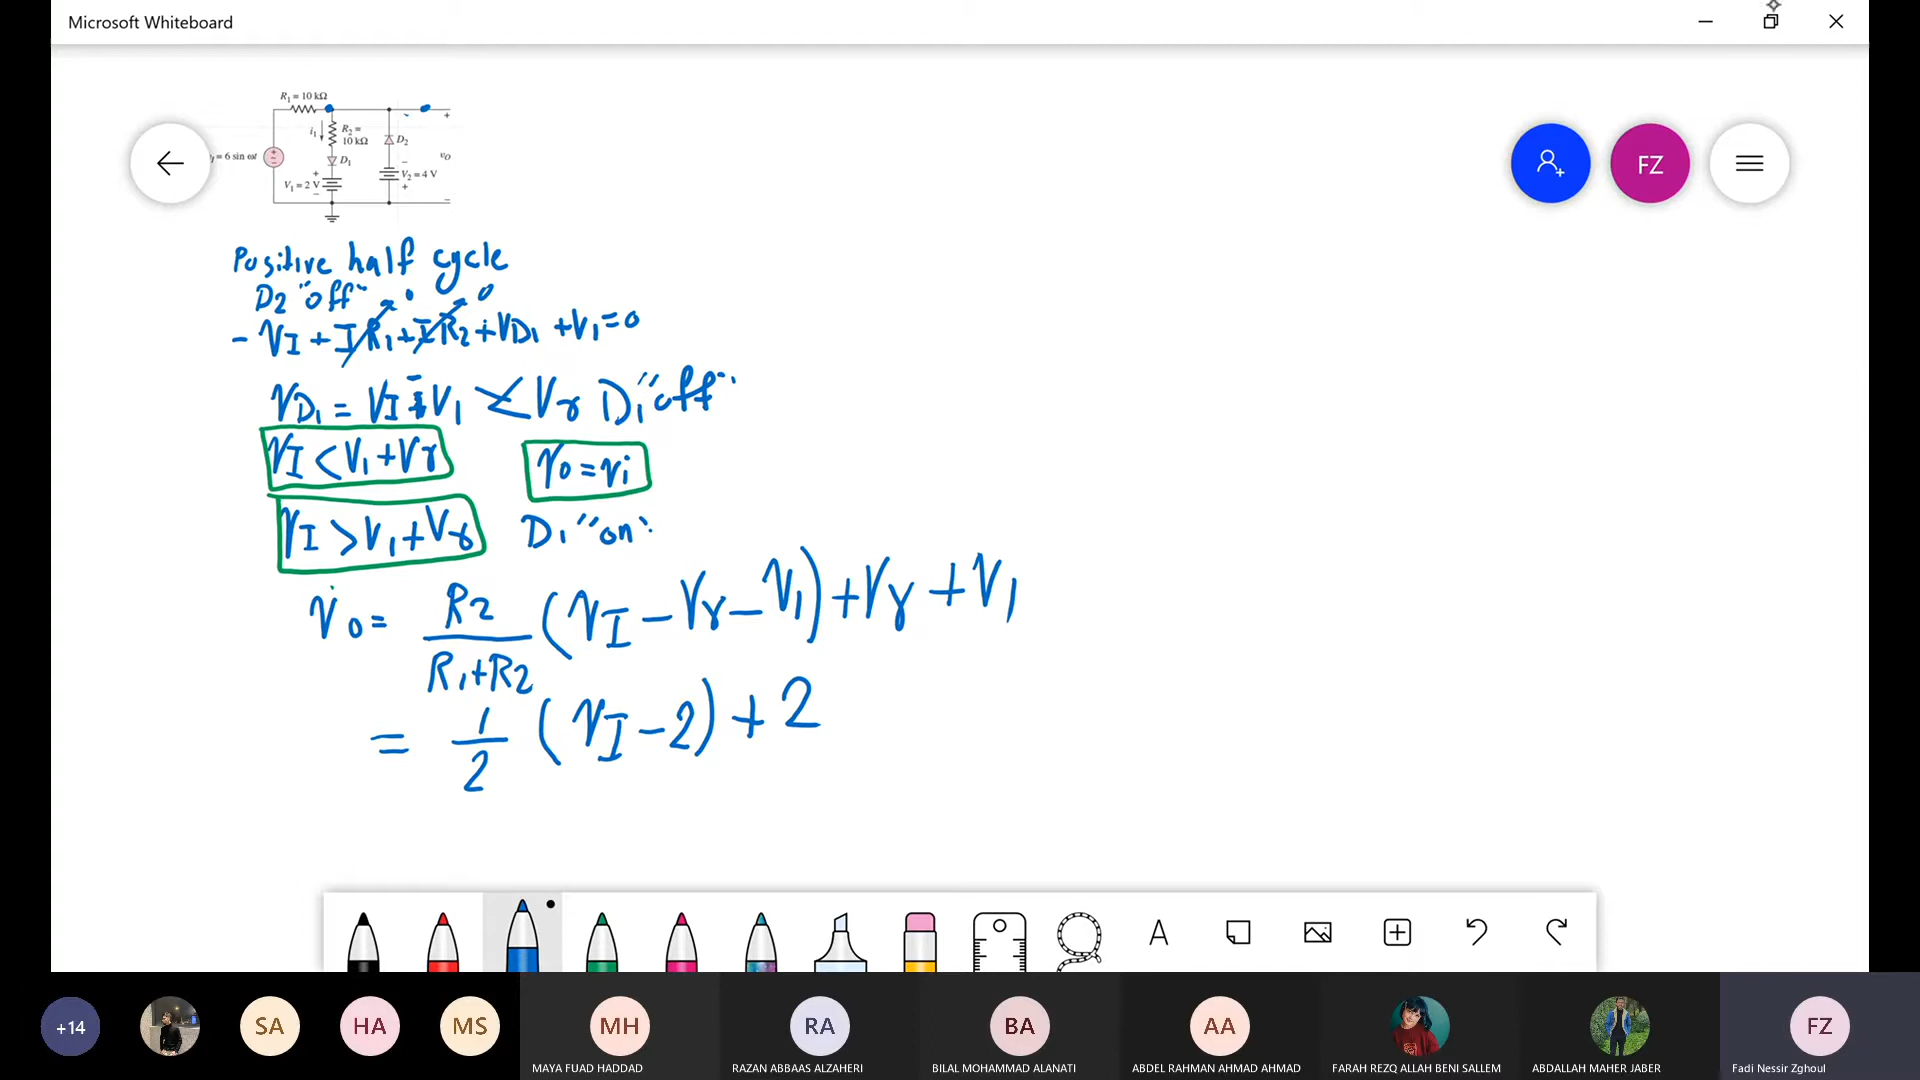 Microsoft Whiteboard
R₁ = 10 kΩ
i₁
R₂ =
10 kΩ
D₂
+
= 6 sin ωt
D₁
vO
V₁ = 2 V
V₂ = 4 V
FZ
Positive half cycle
D2 "off" 0 0
- VI + IR1 + IR2 + VD1 + V1 = 0
VD1 = VI - V1 < Vγ D1 "off"
VI < V1 + Vγ
Vo = vi
VI > V1 + Vγ D1 "on"
Vo = R2/(R1+R2) (VI - Vγ - V1) + Vγ + V1
= 1/2 (VI - 2) + 2
A
+14
SA
HA
MS
MH
RA
BA
AA
FZ
MAYA FUAD HADDAD
RAZAN ABBAAS ALZAHERI
BILAL MOHAMMAD ALANATI
ABDEL RAHMAN AHMAD AHMAD
FARAH REZQ ALLAH BENI SALLEM
ABDALLAH MAHER JABER
Fadi Nessir Zghoul